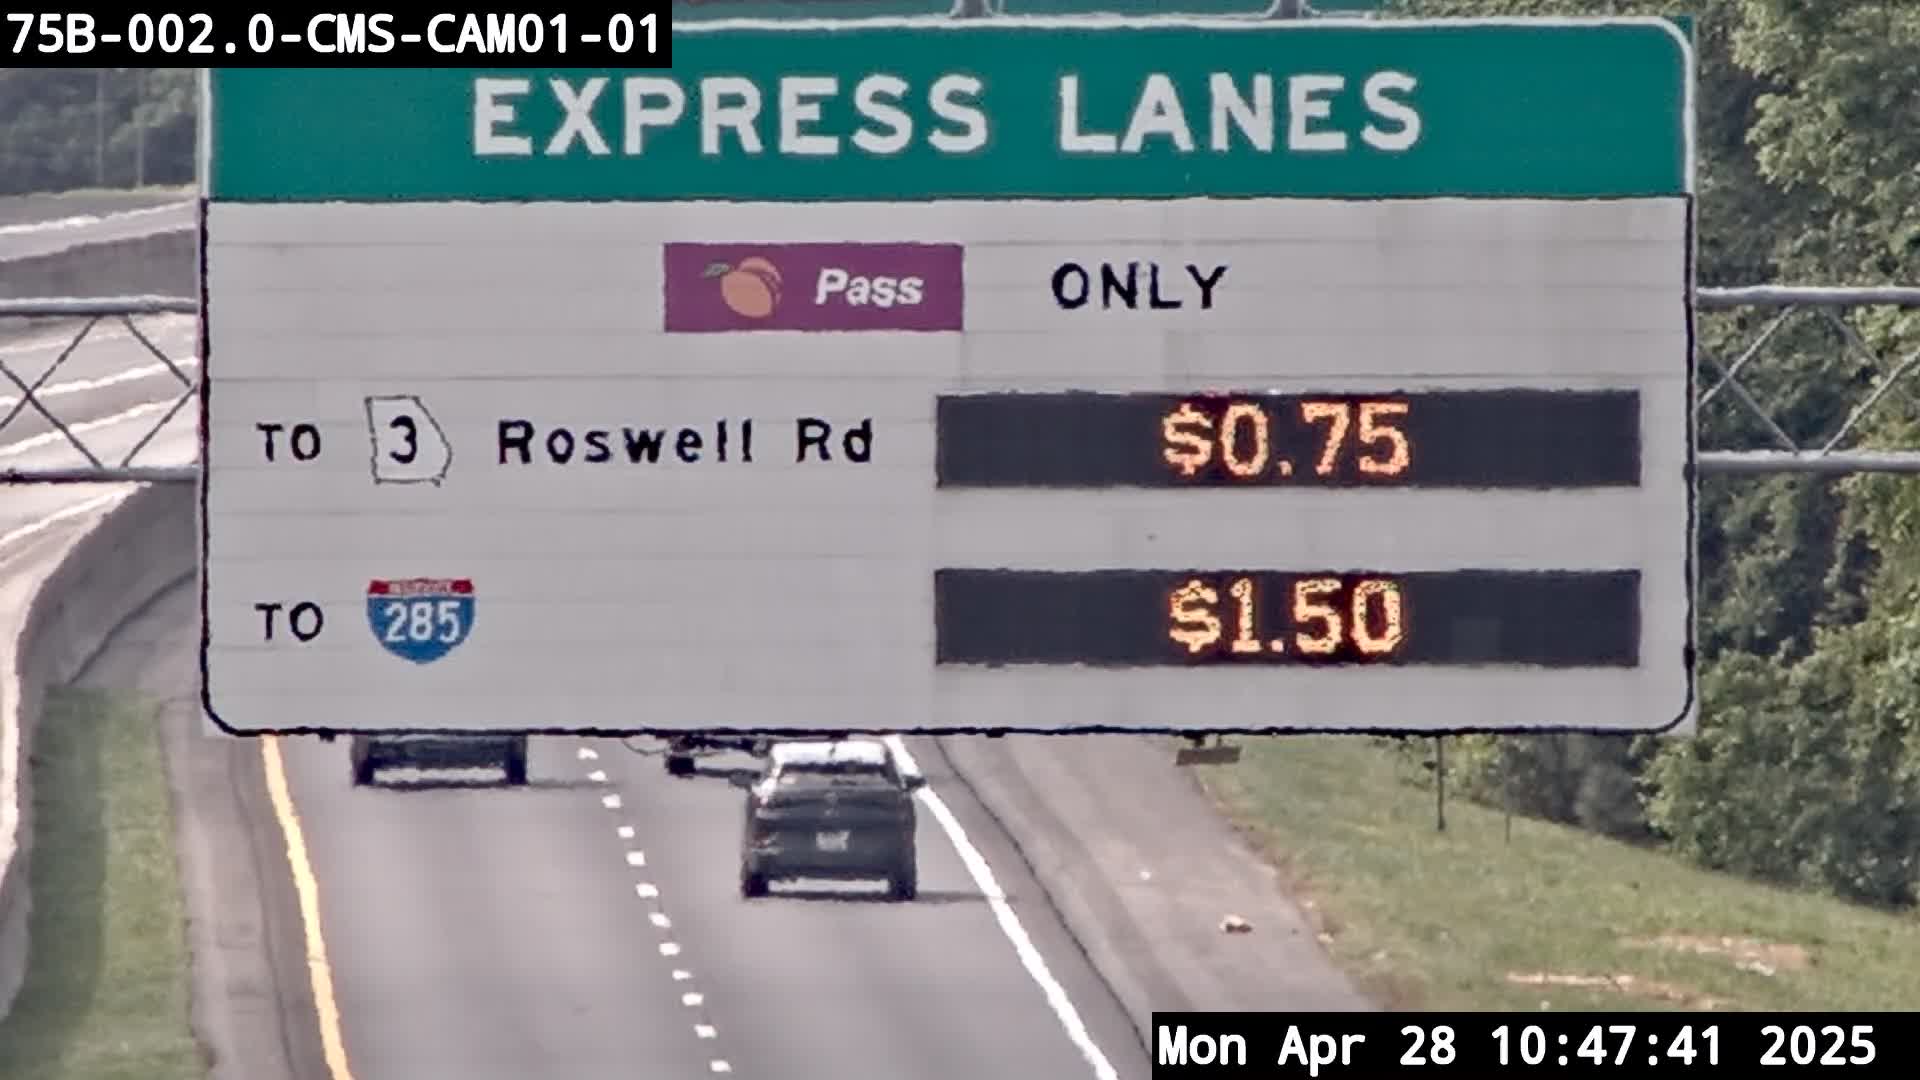 75B-002.0-CMS-CAM01-01
EXPRESS LANES
Pass ONLY
TO 3 Roswell Rd $0.75
TO 285 $1.50
Mon Apr 28 10:47:41 2025